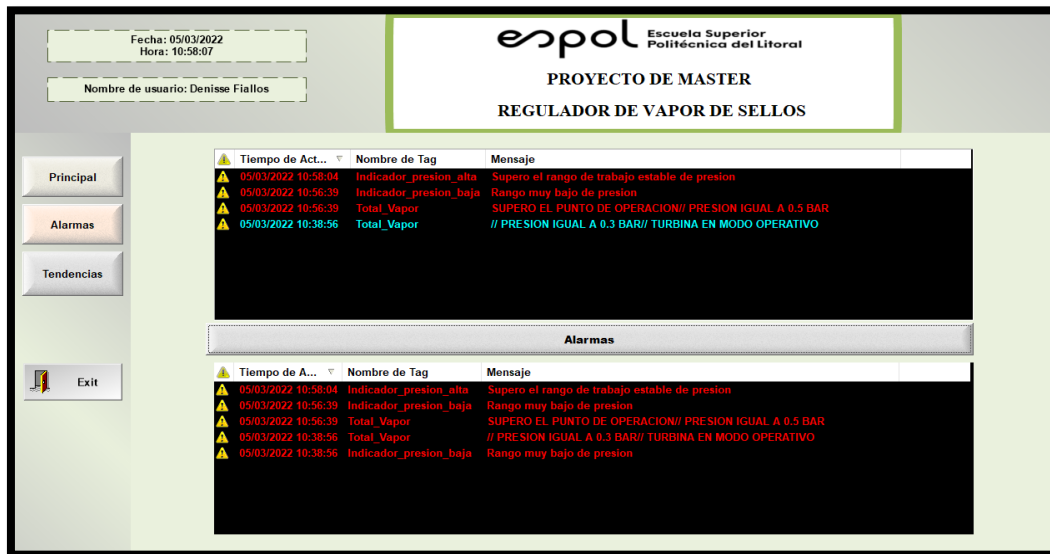 Fecha: 05/03/2022
Hora: 10:58:07
Nombre de usuario: Denisse Fiallos
espol Escuela Superior
Politécnica del Litoral
PROYECTO DE MASTER
REGULADOR DE VAPOR DE SELLOS
Principal
Alarmas
Tendencias
Exit
Tiempo de Act... Nombre de Tag Mensaje
05/03/2022 10:58:04 Indicador_presion_alta Supero el rango de trabajo estable de presion
05/03/2022 10:56:39 Indicador_presion_baja Rango muy bajo de presion
05/03/2022 10:56:39 Total_Vapor SUPERO EL PUNTO DE OPERACION// PRESION IGUAL A 0.5 BAR
05/03/2022 10:38:56 Total_Vapor // PRESION IGUAL A 0.3 BAR// TURBINA EN MODO OPERATIVO
Alarmas
Tiempo de A... Nombre de Tag Mensaje
05/03/2022 10:58:04 Indicador_presion_alta Supero el rango de trabajo estable de presion
05/03/2022 10:56:39 Indicador_presion_baja Rango muy bajo de presion
05/03/2022 10:56:39 Total_Vapor SUPERO EL PUNTO DE OPERACION// PRESION IGUAL A 0.5 BAR
05/03/2022 10:38:56 Total_Vapor // PRESION IGUAL A 0.3 BAR// TURBINA EN MODO OPERATIVO
05/03/2022 10:38:56 Indicador_presion_baja Rango muy bajo de presion